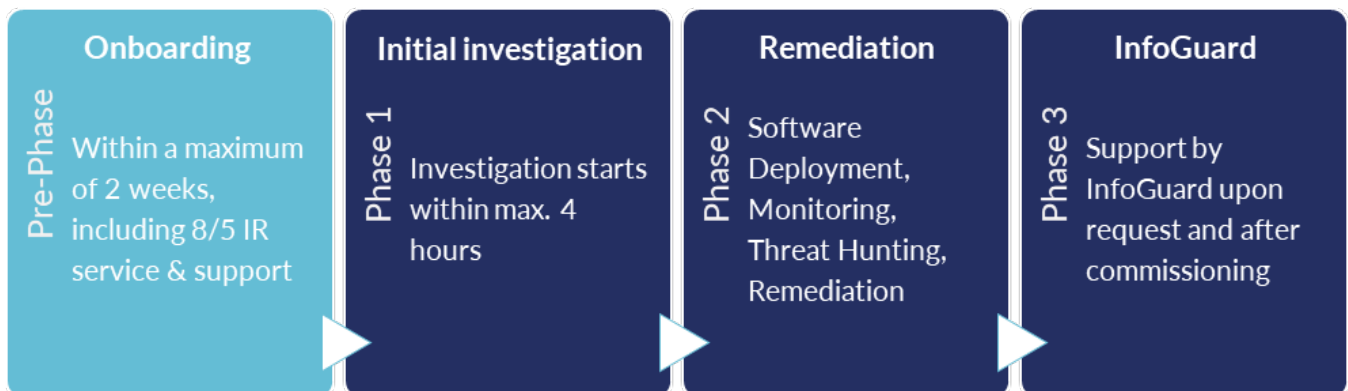 Onboarding
Pre-Phase
Within a maximum
of 2 weeks,
including 8/5 IR
service & support
Initial investigation
Phase 1
Investigation starts
within max. 4
hours
Remediation
Phase 2
Software
Deployment,
Monitoring,
Threat Hunting,
Remediation
InfoGuard
Phase 3
Support by
InfoGuard upon
request and after
commissioning